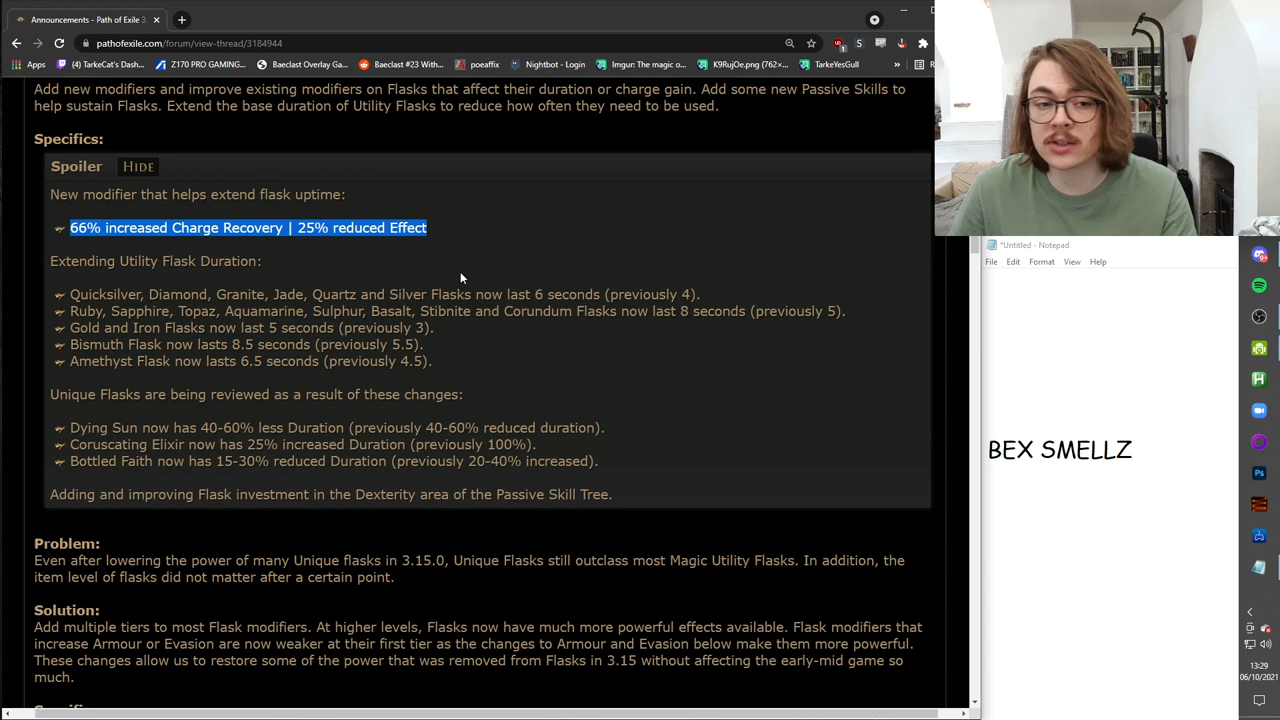 Announcements - Path of Exile 3.
pathofexile.com/forum/view-thread/3184944
Apps
(4) TarkeCat's Dash...
Z170 PRO GAMING...
Baeclast Overlay Ga...
Baeclast #23 With...
poeaffix
Nightbot - Login
Imgur: The magic o...
K9RujOe.png (762×...
TarkeYesGull
Add new modifiers and improve existing modifiers on Flasks that affect their duration or charge gain. Add some new Passive Skills to
help sustain Flasks. Extend the base duration of Utility Flasks to reduce how often they need to be used.
Specifics:
Spoiler HIDE
New modifier that helps extend flask uptime:
66% increased Charge Recovery | 25% reduced Effect
Extending Utility Flask Duration:
Quicksilver, Diamond, Granite, Jade, Quartz and Silver Flasks now last 6 seconds (previously 4).
Ruby, Sapphire, Topaz, Aquamarine, Sulphur, Basalt, Stibnite and Corundum Flasks now last 8 seconds (previously 5).
Gold and Iron Flasks now last 5 seconds (previously 3).
Bismuth Flask now lasts 8.5 seconds (previously 5.5).
Amethyst Flask now lasts 6.5 seconds (previously 4.5).
Unique Flasks are being reviewed as a result of these changes:
Dying Sun now has 40-60% less Duration (previously 40-60% reduced duration).
Coruscating Elixir now has 25% increased Duration (previously 100%).
Bottled Faith now has 15-30% reduced Duration (previously 20-40% increased).
Adding and improving Flask investment in the Dexterity area of the Passive Skill Tree.
Problem:
Even after lowering the power of many Unique flasks in 3.15.0, Unique Flasks still outclass most Magic Utility Flasks. In addition, the
item level of flasks did not matter after a certain point.
Solution:
Add multiple tiers to most Flask modifiers. At higher levels, Flasks now have much more powerful effects available. Flask modifiers that
increase Armour or Evasion are now weaker at their first tier as the changes to Armour and Evasion below make them more powerful.
These changes allow us to restore some of the power that was removed from Flasks in 3.15 without affecting the early-mid game so
much.
*Untitled - Notepad
File Edit Format View Help
BEX SMELLZ
13:29
06/10/2021